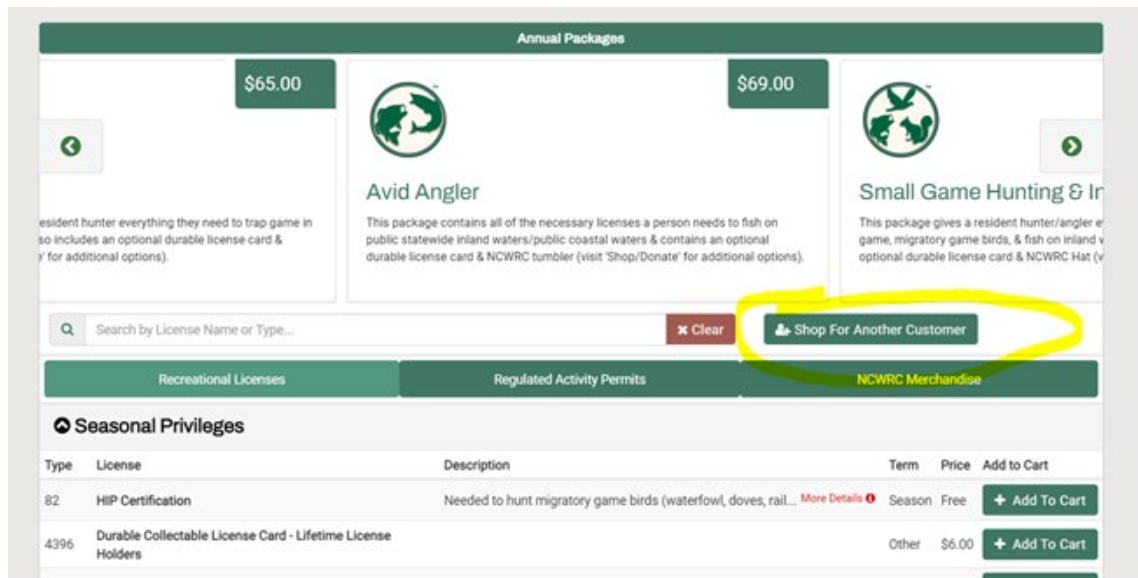 Annual Packages
$65.00
$69.00
Avid Angler
Small Game Hunting & In
esident hunter everything they need to trap game in
so includes an optional durable license card &
' for additional options).
This package contains all of the necessary licenses a person needs to fish on
public statewide inland waters/public coastal waters & contains an optional
durable license card & NCWRC tumbler (visit 'Shop/Donate' for additional options).
This package gives a resident hunter/angler e
game, migratory game birds, & fish on inland
optional durable license card & NCWRC Hat (v
Search by License Name or Type...
Clear
Shop For Another Customer
Recreational Licenses
Regulated Activity Permits
NCWRC Merchandise
Seasonal Privileges
Type License Description Term Price Add to Cart
82 HIP Certification Needed to hunt migratory game birds (waterfowl, doves, rail... More Details Season Free + Add To Cart
4396 Durable Collectable License Card - Lifetime License
Holders Other $6.00 + Add To Cart